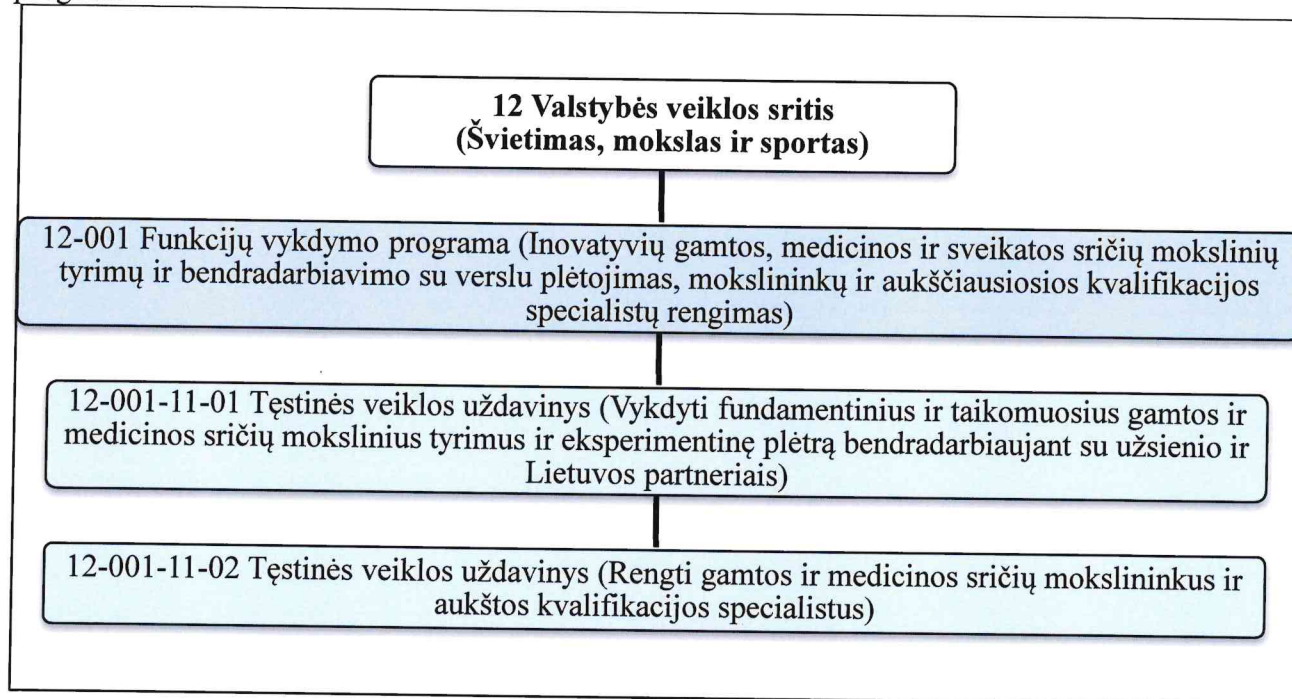 12 Valstybės veiklos sritis
(Švietimas, mokslas ir sportas)
12-001 Funkcijų vykdymo programa (Inovatyvių gamtos, medicinos ir sveikatos sričių mokslinių
tyrimų ir bendradarbiavimo su verslu plėtojimas, mokslininkų ir aukščiausiosios kvalifikacijos
specialistų rengimas)
12-001-11-01 Tęstinės veiklos uždavinys (Vykdyti fundamentinius ir taikomuosius gamtos ir
medicinos sričių mokslinius tyrimus ir eksperimentinę plėtrą bendradarbiaujant su užsienio ir
Lietuvos partneriais)
12-001-11-02 Tęstinės veiklos uždavinys (Rengti gamtos ir medicinos sričių mokslininkus ir
aukštos kvalifikacijos specialistus)